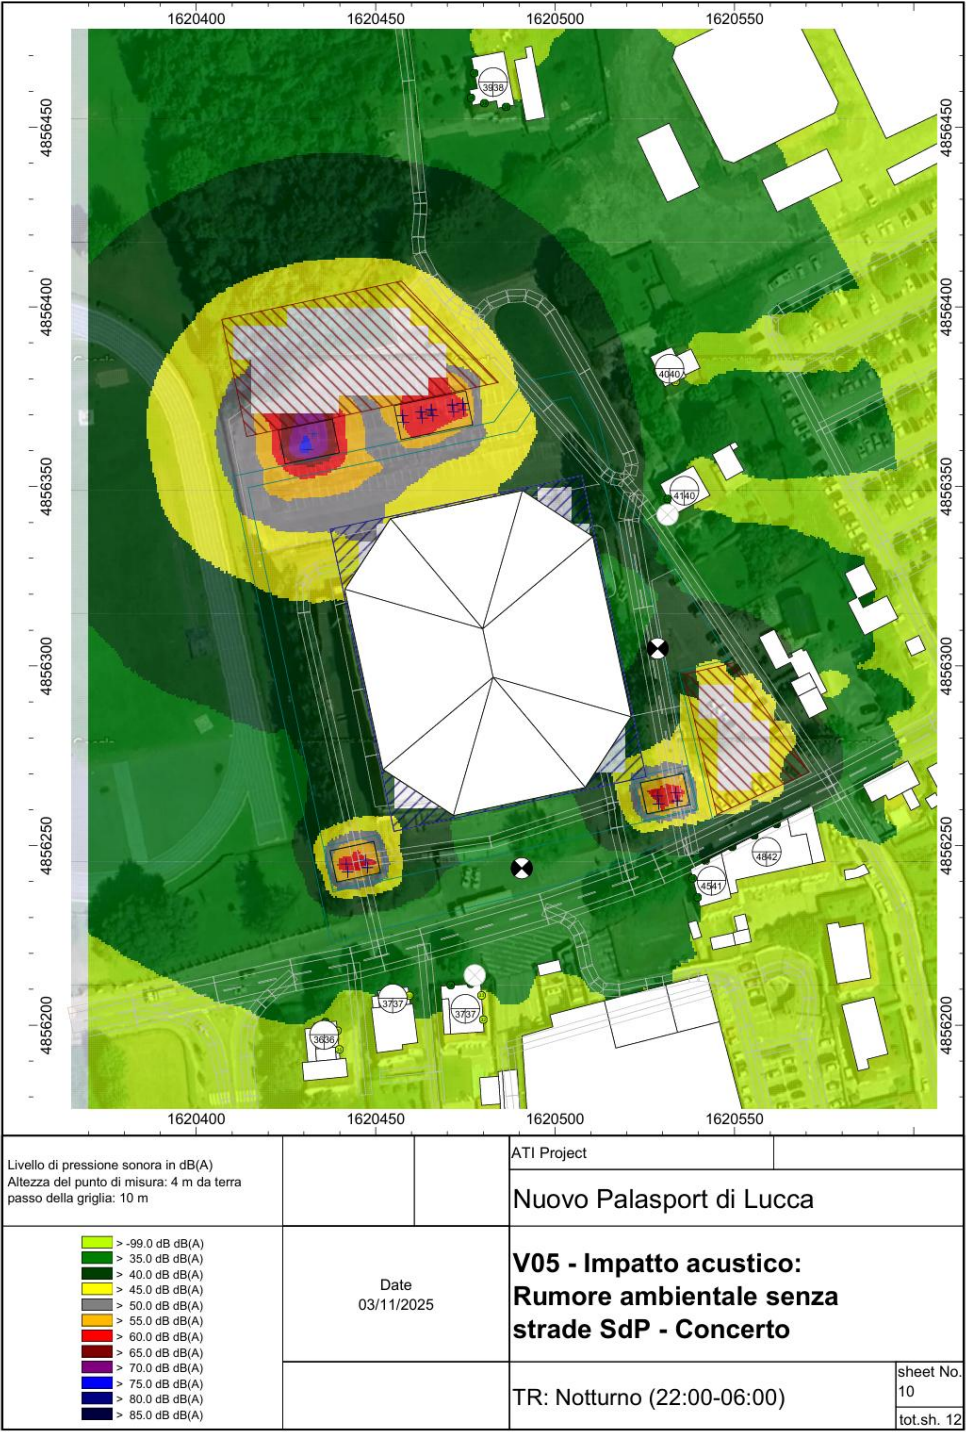 1620400 1620450 1620500 1620550
4856450 4856450
4856400 4856400
4856350 4856350
4856300 4856300
4856250 4856250
4856200 4856200
3938
4040
4140
4842
4541
3737
3737
3636
1620400 1620450 1620500 1620550
Livello di pressione sonora in dB(A)
Altezza del punto di misura: 4 m da terra
passo della griglia: 10 m
> -99.0 dB dB(A)
> 35.0 dB dB(A)
> 40.0 dB dB(A)
> 45.0 dB dB(A)
> 50.0 dB dB(A)
> 55.0 dB dB(A)
> 60.0 dB dB(A)
> 65.0 dB dB(A)
> 70.0 dB dB(A)
> 75.0 dB dB(A)
> 80.0 dB dB(A)
> 85.0 dB dB(A)
Date
03/11/2025
ATI Project
Nuovo Palasport di Lucca
V05 - Impatto acustico:
Rumore ambientale senza
strade SdP - Concerto
TR: Notturno (22:00-06:00)
sheet No.
10
tot.sh. 12